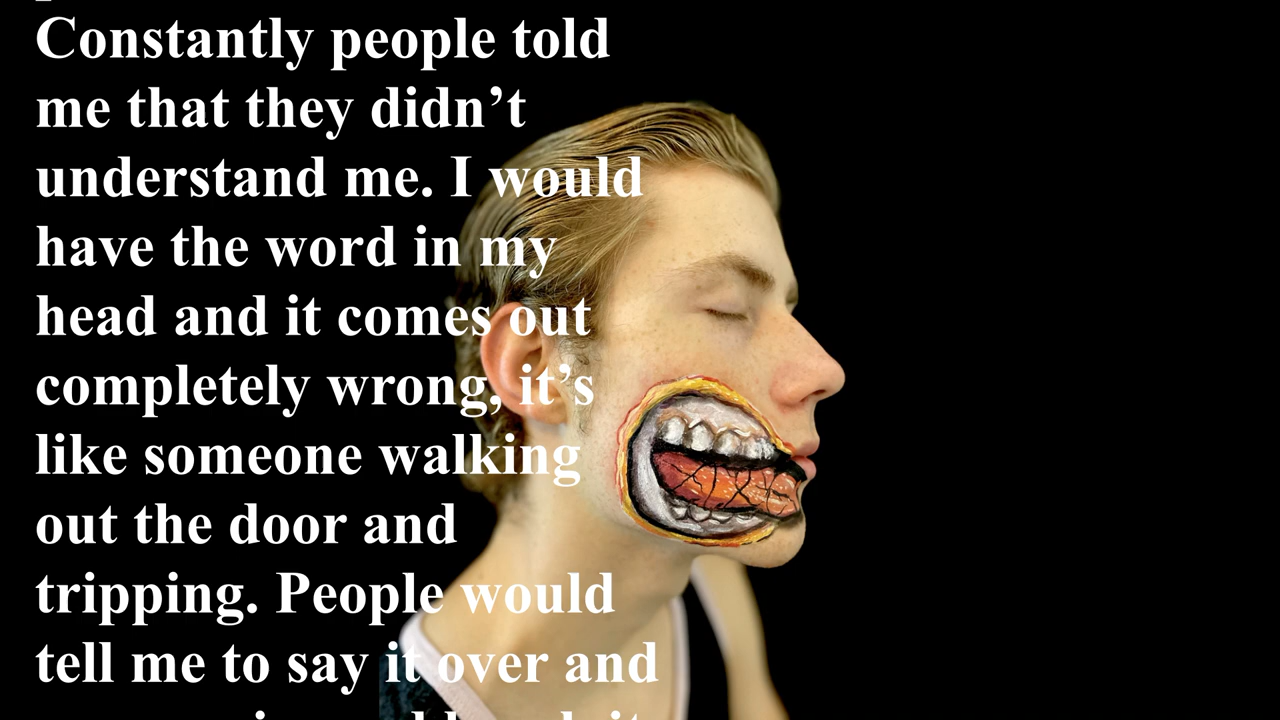 Constantly people told
me that they didn’t
understand me. I would
have the word in my
head and it comes out
completely wrong, it’s
like someone walking
out the door and
tripping. People would
tell me to say it over and